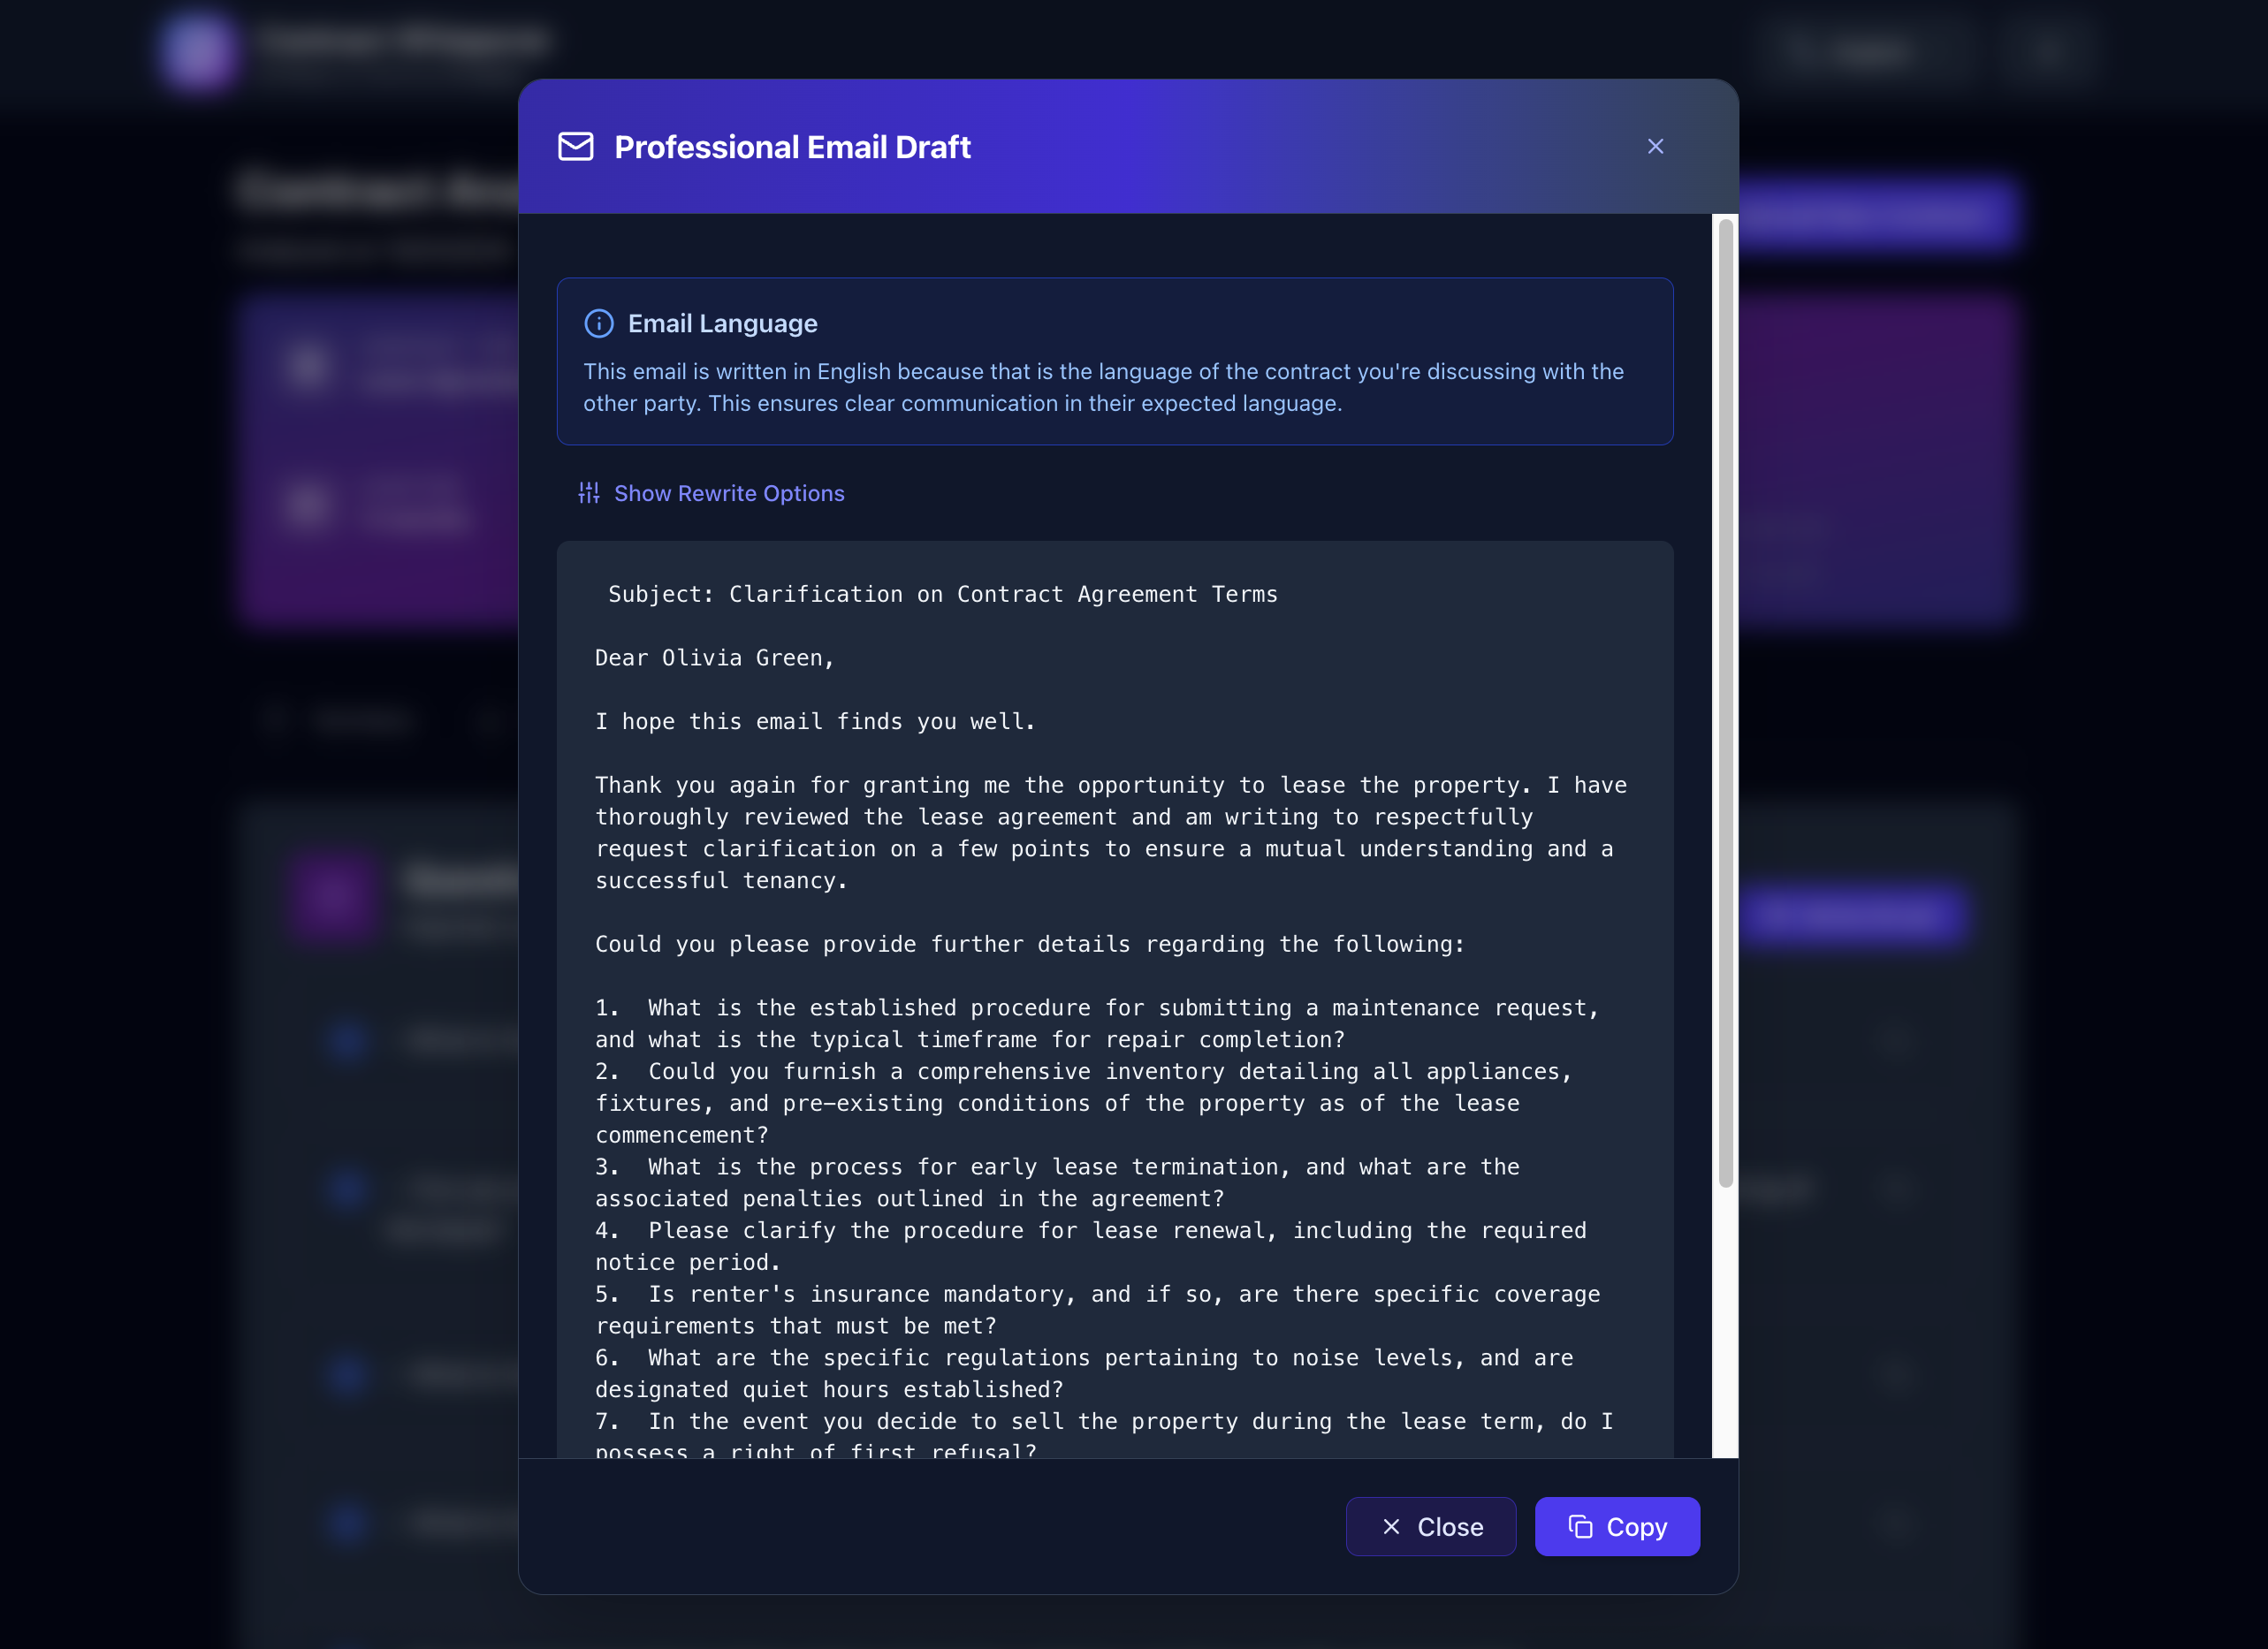 Professional Email Draft
Email Language
This email is written in English because that is the language of the contract you're discussing with the
other party. This ensures clear communication in their expected language.
Show Rewrite Options
Subject: Clarification on Contract Agreement Terms
Dear Olivia Green,
I hope this email finds you well.
Thank you again for granting me the opportunity to lease the property. I have
thoroughly reviewed the lease agreement and am writing to respectfully
request clarification on a few points to ensure a mutual understanding and a
successful tenancy.
Could you please provide further details regarding the following:
1.  What is the established procedure for submitting a maintenance request,
and what is the typical timeframe for repair completion?
2.  Could you furnish a comprehensive inventory detailing all appliances,
fixtures, and pre-existing conditions of the property as of the lease
commencement?
3.  What is the process for early lease termination, and what are the
associated penalties outlined in the agreement?
4.  Please clarify the procedure for lease renewal, including the required
notice period.
5.  Is renter's insurance mandatory, and if so, are there specific coverage
requirements that must be met?
6.  What are the specific regulations pertaining to noise levels, and are
designated quiet hours established?
7.  In the event you decide to sell the property during the lease term, do I
possess a right of first refusal?
Close
Copy